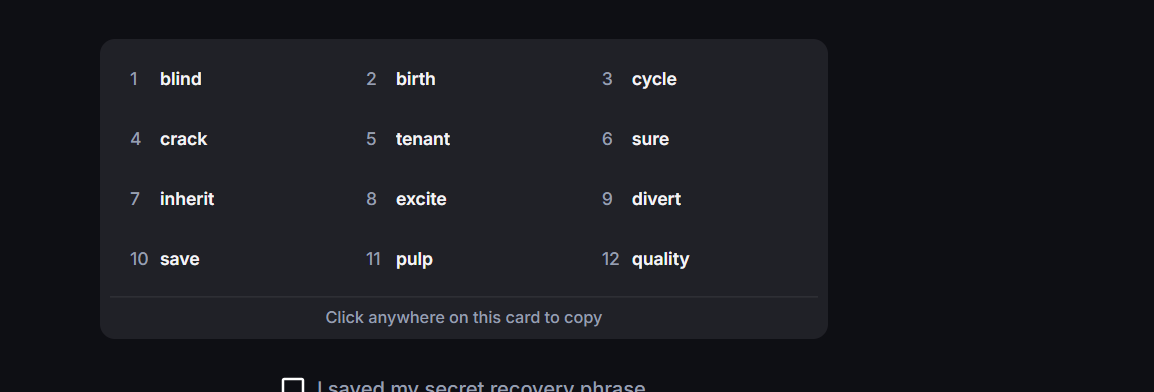 1 blind 2 birth 3 cycle
4 crack 5 tenant 6 sure
7 inherit 8 excite 9 divert
10 save 11 pulp 12 quality
Click anywhere on this card to copy
I saved my secret recovery phrase